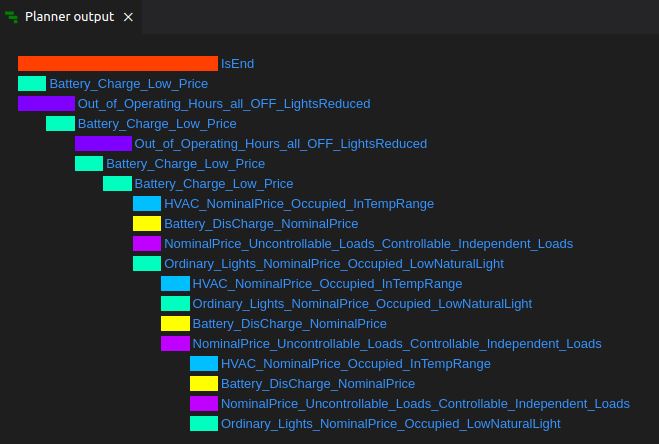 Planner output ×
IsEnd
Battery_Charge_Low_Price
Out_of_Operating_Hours_all_OFF_LightsReduced
Battery_Charge_Low_Price
Out_of_Operating_Hours_all_OFF_LightsReduced
Battery_Charge_Low_Price
Battery_Charge_Low_Price
HVAC_NominalPrice_Occupied_InTempRange
Battery_DisCharge_NominalPrice
NominalPrice_Uncontrollable_Loads_Controllable_Independent_Loads
Ordinary_Lights_NominalPrice_Occupied_LowNaturalLight
HVAC_NominalPrice_Occupied_InTempRange
Ordinary_Lights_NominalPrice_Occupied_LowNaturalLight
Battery_DisCharge_NominalPrice
NominalPrice_Uncontrollable_Loads_Controllable_Independent_Loads
HVAC_NominalPrice_Occupied_InTempRange
Battery_DisCharge_NominalPrice
NominalPrice_Uncontrollable_Loads_Controllable_Independent_Loads
Ordinary_Lights_NominalPrice_Occupied_LowNaturalLight